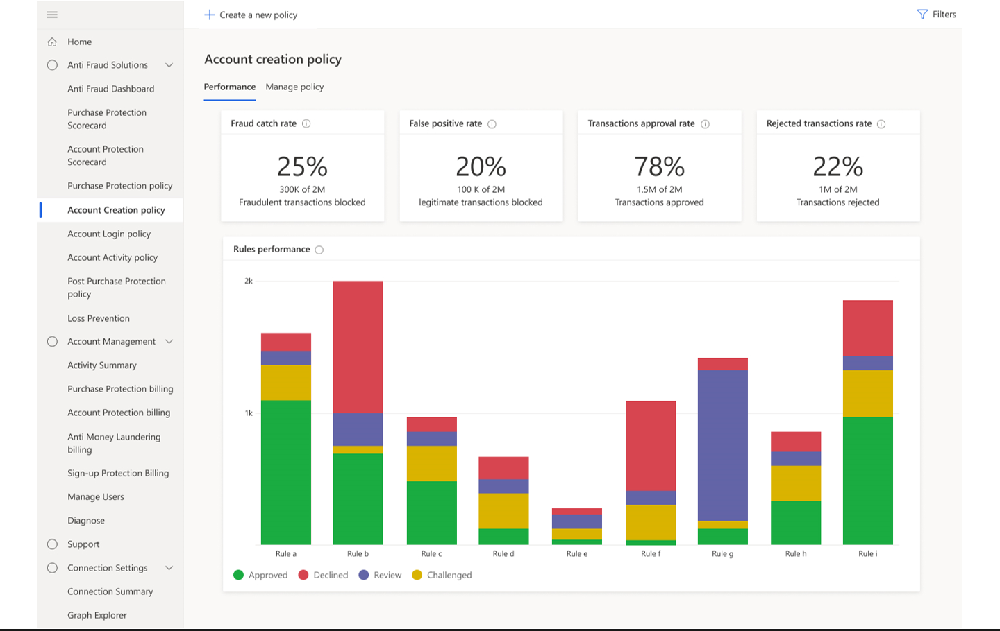 Create a new policy
Filters
Home
Anti Fraud Solutions
Anti Fraud Dashboard
Purchase Protection
Scorecard
Account Protection
Scorecard
Purchase Protection policy
Account Creation policy
Account Login policy
Account Activity policy
Post Purchase Protection
policy
Loss Prevention
Account Management
Activity Summary
Purchase Protection billing
Account Protection billing
Anti Money Laundering
billing
Sign-up Protection Billing
Manage Users
Diagnose
Support
Connection Settings
Connection Summary
Graph Explorer
Account creation policy
Performance Manage policy
Fraud catch rate
25%
300K of 2M
Fraudulent transactions blocked
False positive rate
20%
100 K of 2M
legitimate transactions blocked
Transactions approval rate
78%
1.5M of 2M
Transactions approved
Rejected transactions rate
22%
1M of 2M
Transactions rejected
Rules performance
2k
1k
Rule a Rule b Rule c Rule d Rule e Rule f Rule g Rule h Rule i
Approved Declined Review Challenged